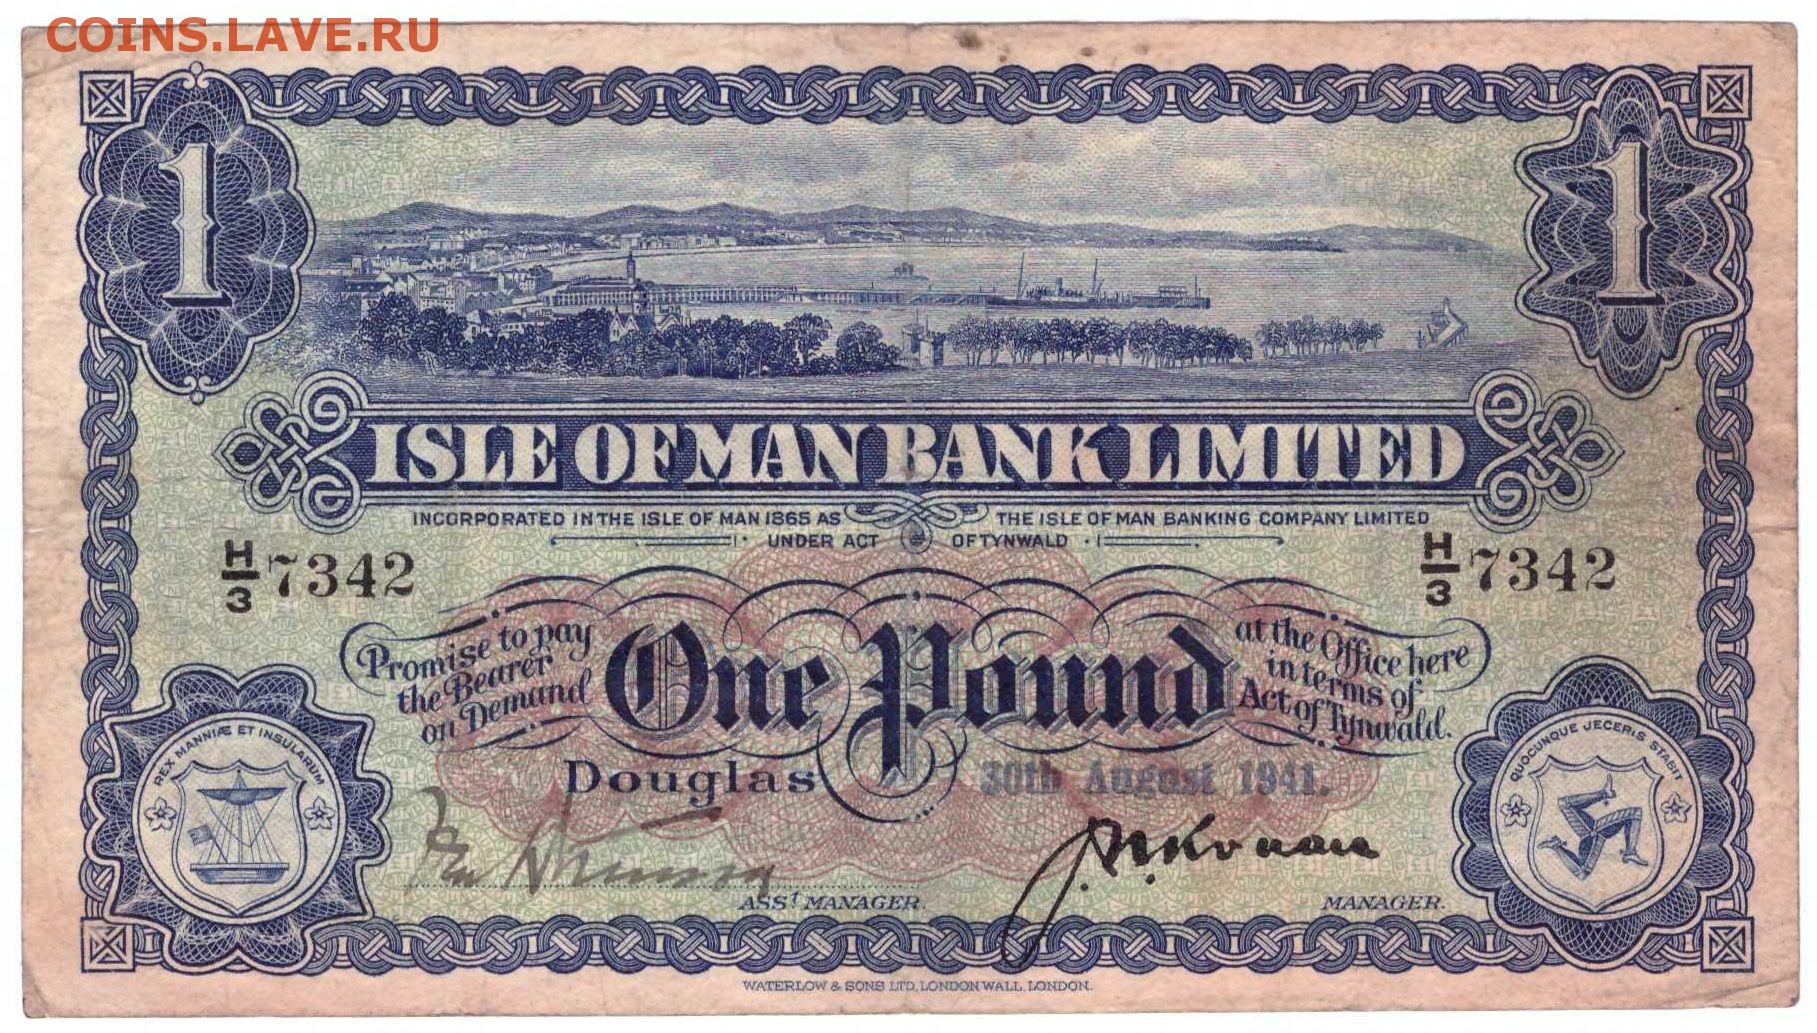 COINS.LAVE.RU
1 1
ISLE OF MAN BANK LIMITED
INCORPORATED IN THE ISLE OF MAN 1865 AS THE ISLE OF MAN BANKING COMPANY LIMITED
UNDER ACT OF TYNWALD
H/3 7342 H/3 7342
Promise to pay
the Bearer
on Demand
One Pound
at the Office here
in terms of
Act of Tynwald.
Douglas 30th August 1941.
REX MANNIÆ ET INSULARUM
QUOCUNQUE JECERIS STABIT
ASST MANAGER. MANAGER.
WATERLOW & SONS LTD, LONDON WALL, LONDON.